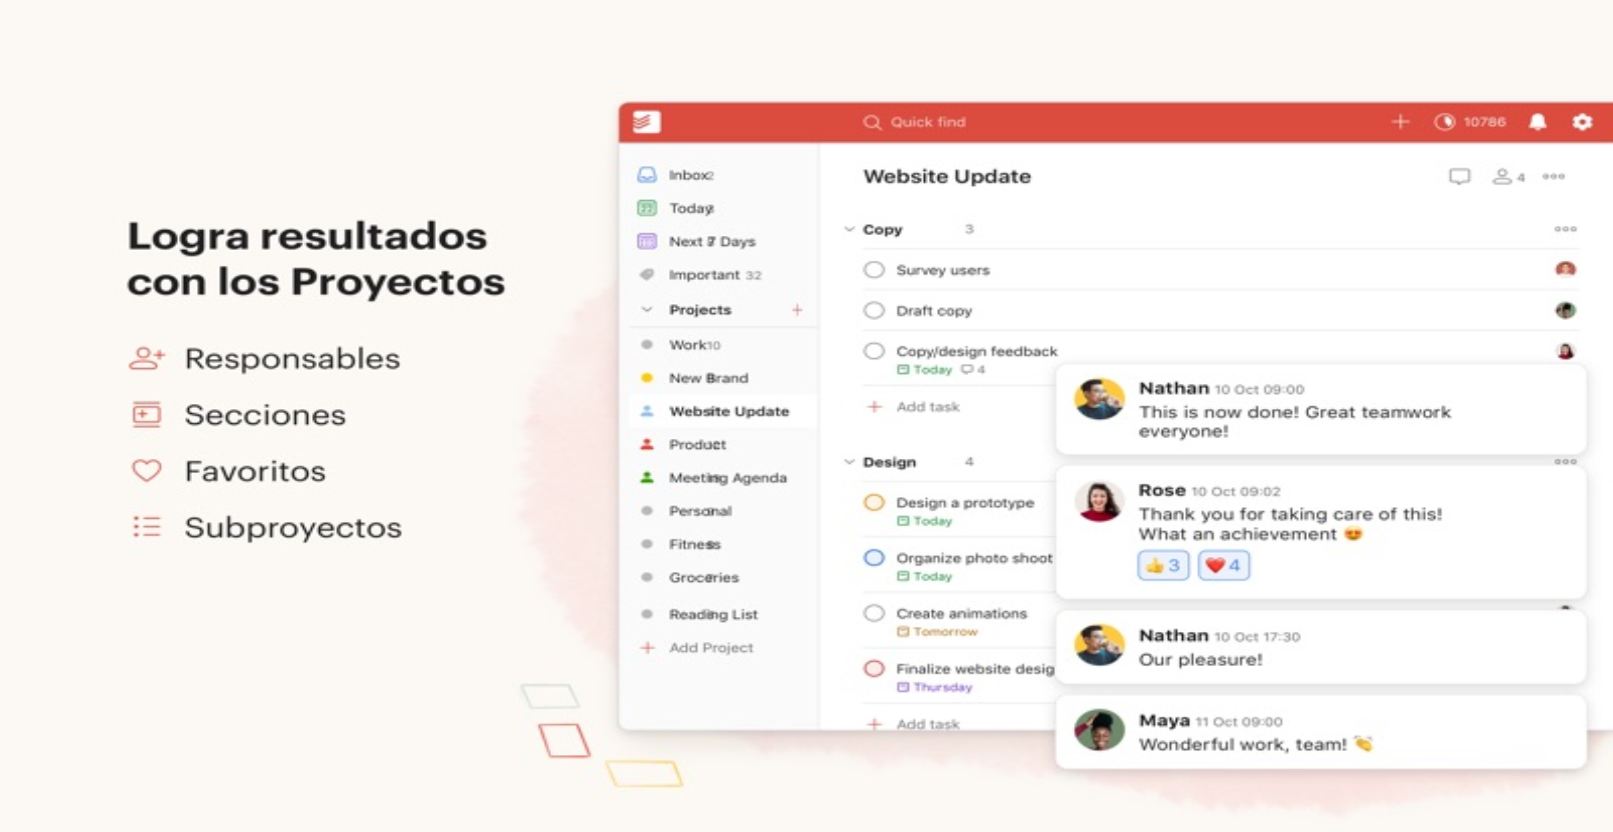 Logra resultados
con los Proyectos
Responsables
Secciones
Favoritos
Subproyectos
Quick find
10786
Inbox 2
Today
Next 7 Days
Important 32
Projects
Work 10
New Brand
Website Update
Product
Meeting Agenda
Personal
Fitness
Groceries
Reading List
Add Project
Website Update
4
Copy 3
Survey users
Draft copy
Copy/design feedback
Today 4
Add task
Design 4
Design a prototype
Today
Organize photo shoot
Today
Create animations
Tomorrow
Finalize website desig
Thursday
Add task
Nathan 10 Oct 09:00
This is now done! Great teamwork
everyone!
Rose 10 Oct 09:02
Thank you for taking care of this!
What an achievement 😍
👍 3 ❤️ 4
Nathan 10 Oct 17:30
Our pleasure!
Maya 11 Oct 09:00
Wonderful work, team! 👏